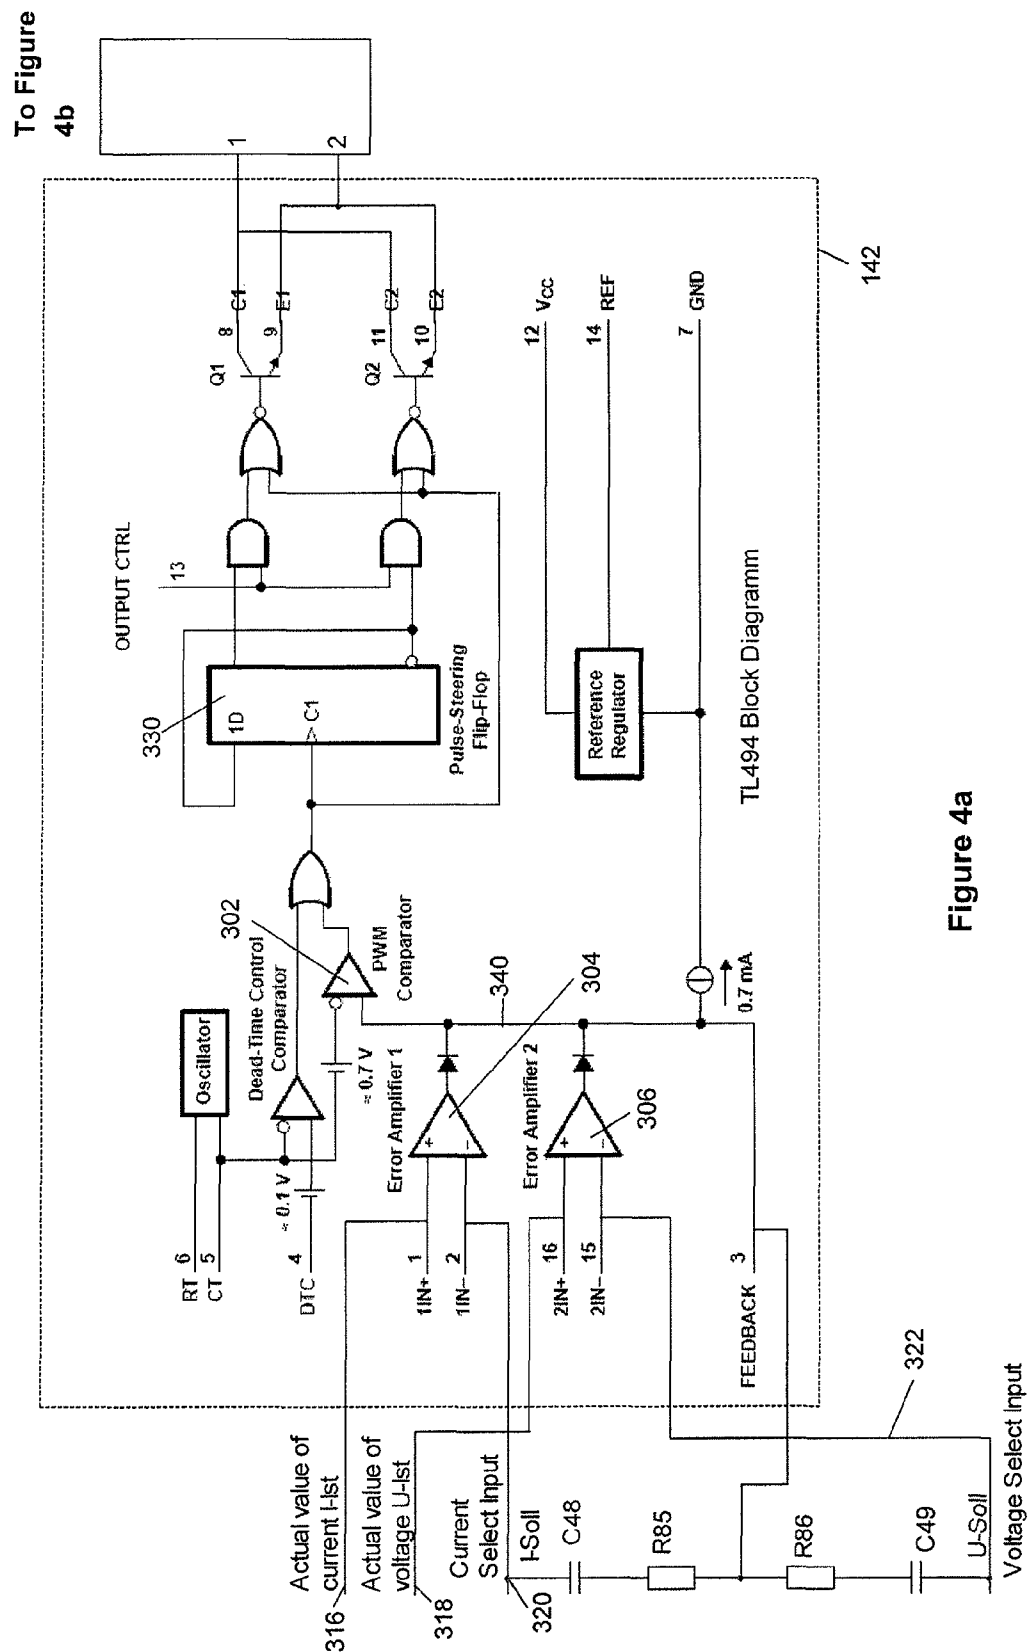 To Figure
4b
1
2
142
8
C1
9
E1
11
C2
10
E2
Q1
Q2
12
Vcc
14
REF
7
GND
OUTPUT CTRL
13
330
1D
C1
Pulse-Steering
Flip-Flop
Reference
Regulator
TL494 Block Diagramm
302
Oscillator
Dead-Time Control
Comparator
PWM
Comparator
340
304
0.7 mA
RT
6
CT
5
DTC
4
≈ 0.1 V
≈ 0.7 V
Error Amplifier 1
+
−
Error Amplifier 2
+
−
306
1IN+
1
1IN−
2
2IN+
16
2IN−
15
FEEDBACK
3
322
Actual value of
current I-Ist
316
Actual value of
voltage U-Ist
318
Current
Select Input
I-Soll
320
C48
R85
R86
C49
U-Soll
Voltage Select Input
Figure 4a